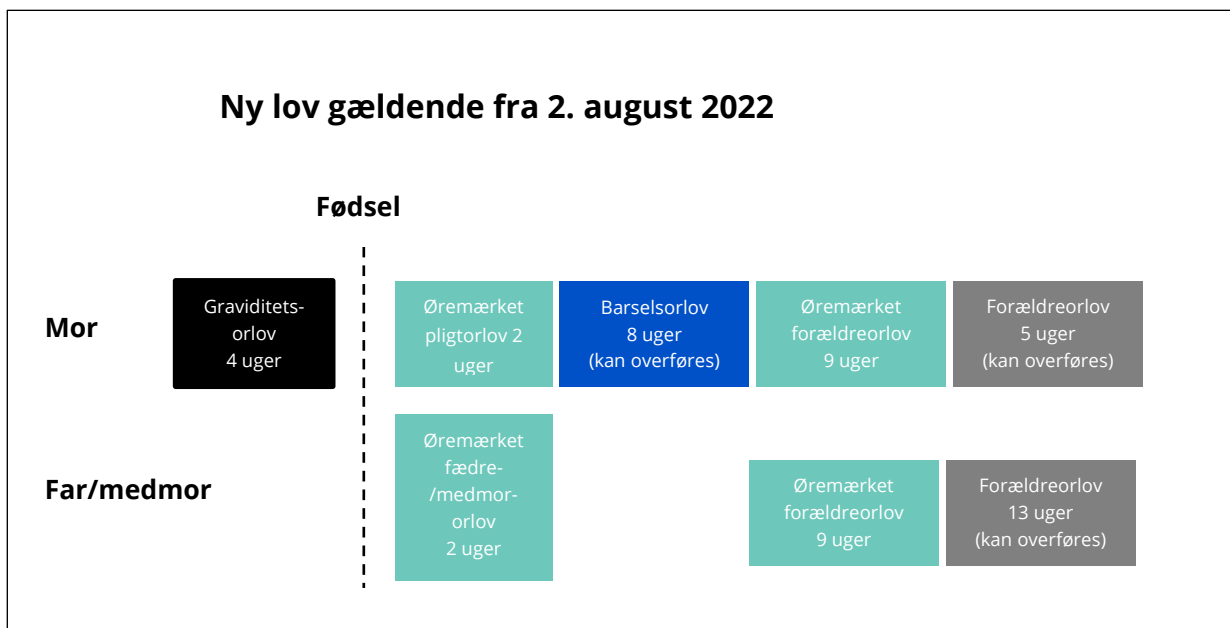 Ny lov gældende fra 2. august 2022
Fødsel
Mor
Graviditets-
orlov
4 uger
Øremærket
pligtorlov 2
uger
Barselsorlov
8 uger
(kan overføres)
Øremærket
forældreorlov
9 uger
Forældreorlov
5 uger
(kan overføres)
Far/medmor
Øremærket
fædre-
/medmor-
orlov
2 uger
Øremærket
forældreorlov
9 uger
Forældreorlov
13 uger
(kan overføres)